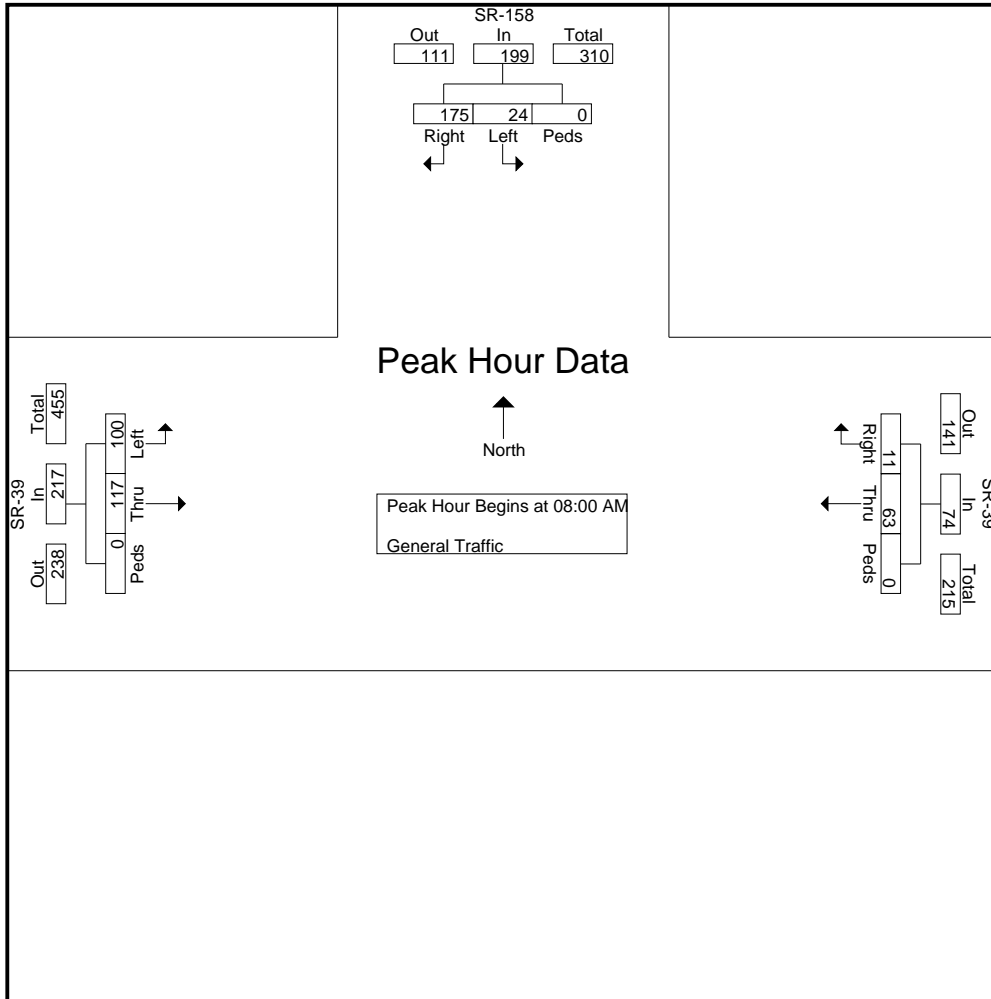 SR-158
Out In Total
111 199 310
175 24 0
Right Left Peds
Peak Hour Data
North
Peak Hour Begins at 08:00 AM
General Traffic
SR-39
Total In Out
455 217 238
100 117 0
Left Thru Peds
SR-39
Out In Total
141 74 215
11 63 0
Right Thru Peds